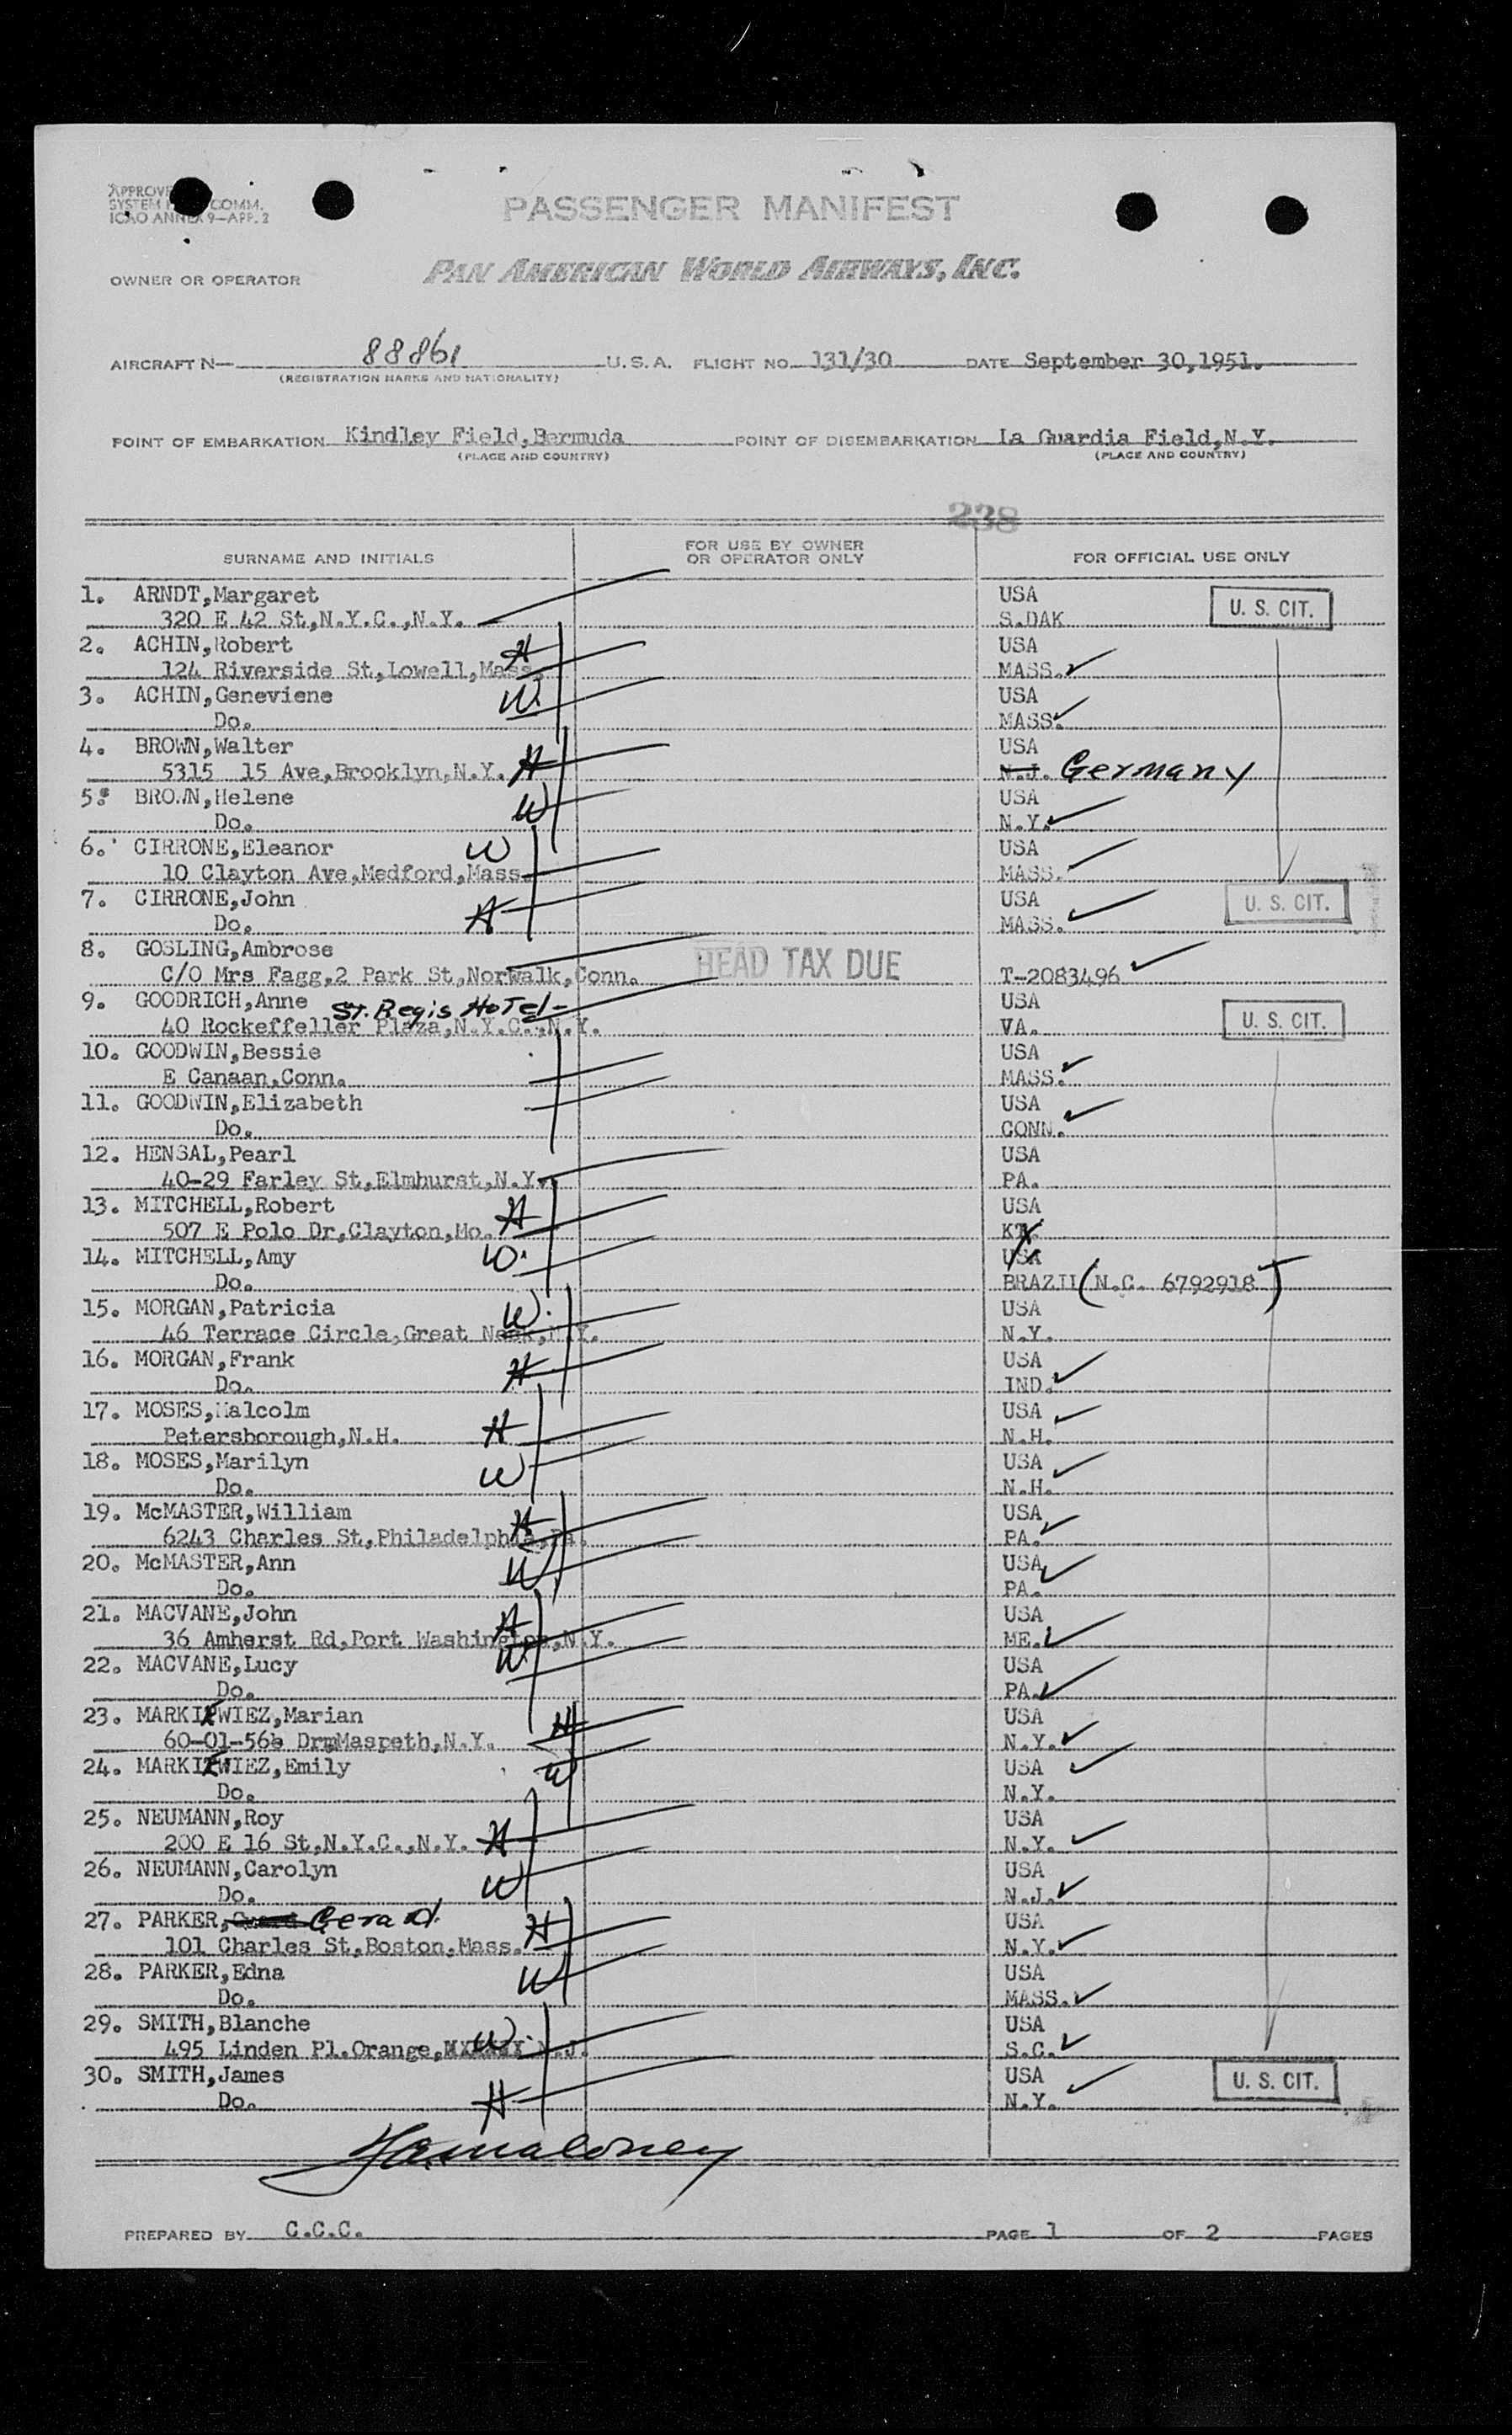 PASSENGER MANIFEST
ICAO ANNEX 9-APP. 2
OWNER OR OPERATOR PAN AMERICAN WORLD AIRWAYS, INC.
AIRCRAFT N- 88861 U.S.A. FLIGHT NO. 131/30 DATE September 30,1951.
(REGISTRATION MARKS AND NATIONALITY)
POINT OF EMBARKATION Kindley Field,Bermuda POINT OF DISEMBARKATION La Guardia Field,N.Y.
(PLACE AND COUNTRY) (PLACE AND COUNTRY)
238
SURNAME AND INITIALS FOR USE BY OWNER OR OPERATOR ONLY FOR OFFICIAL USE ONLY
1. ARNDT,Margaret USA U. S. CIT.
320 E 42 St,N.Y.C.,N.Y. S.DAK
2. ACHIN,Robert H USA
124 Riverside St,Lowell,Mass. MASS.
3. ACHIN,Geneviene W. USA
Do. MASS.
4. BROWN,Walter USA
5315 15 Ave,Brooklyn,N.Y. H N.J. Germany
5. BROWN,Helene W USA
Do. N.Y.
6. CIRRONE,Eleanor W USA
10 Clayton Ave,Medford,Mass. MASS.
7. CIRRONE,John USA U. S. CIT.
Do. H MASS.
8. GOSLING,Ambrose HEAD TAX DUE
C/O Mrs Fagg,2 Park St,Norwalk,Conn. T-2083496
9. GOODRICH,Anne St. Regis Hotel- USA U. S. CIT.
40 Rockeffeller Plaza,N.Y.C.,N.Y. VA.
10. GOODWIN,Bessie USA
E Canaan,Conn. MASS.
11. GOODWIN,Elizabeth USA
Do. CONN.
12. HENSAL,Pearl USA
40-29 Farley St,Elmhurst,N.Y. PA.
13. MITCHELL,Robert H USA
507 E Polo Dr,Clayton,Mo.
14. MITCHELL,Amy W. USA
Do. BRAZIL(N.C. 6792918)
15. MORGAN,Patricia W. USA
46 Terrace Circle,Great Neck,N.Y. N.Y.
16. MORGAN,Frank H USA
Do. IND.
17. MOSES,Malcolm USA
Petersborough,N.H. H N.H.
18. MOSES,Marilyn W USA
Do. N.H.
19. McMASTER,William H USA
6243 Charles St,Philadelphia,Pa. PA.
20. McMASTER,Ann W USA
Do. PA.
21. MACVANE,John H USA
36 Amherst Rd,Port Washington,N.Y. ME.
22. MACVANE,Lucy W USA
Do. PA.
23. MARKIEWIEZ,Marian H USA
60-01-56 Maspeth,N.Y. N.Y.
24. MARKIEWIEZ,Emily W USA
Do. N.Y.
25. NEUMANN,Roy USA
200 E 16 St,N.Y.C.,N.Y. H N.Y.
26. NEUMANN,Carolyn W USA
Do. N.J.
27. PARKER, Gerard. H USA
101 Charles St,Boston,Mass. N.Y.
28. PARKER,Edna W USA
Do. MASS.
29. SMITH,Blanche W. USA
495 Linden Pl.Orange, N.J. S.C.
30. SMITH,James USA U. S. CIT.
Do. H N.Y.
PREPARED BY C.C.C. PAGE 1 OF 2 PAGES